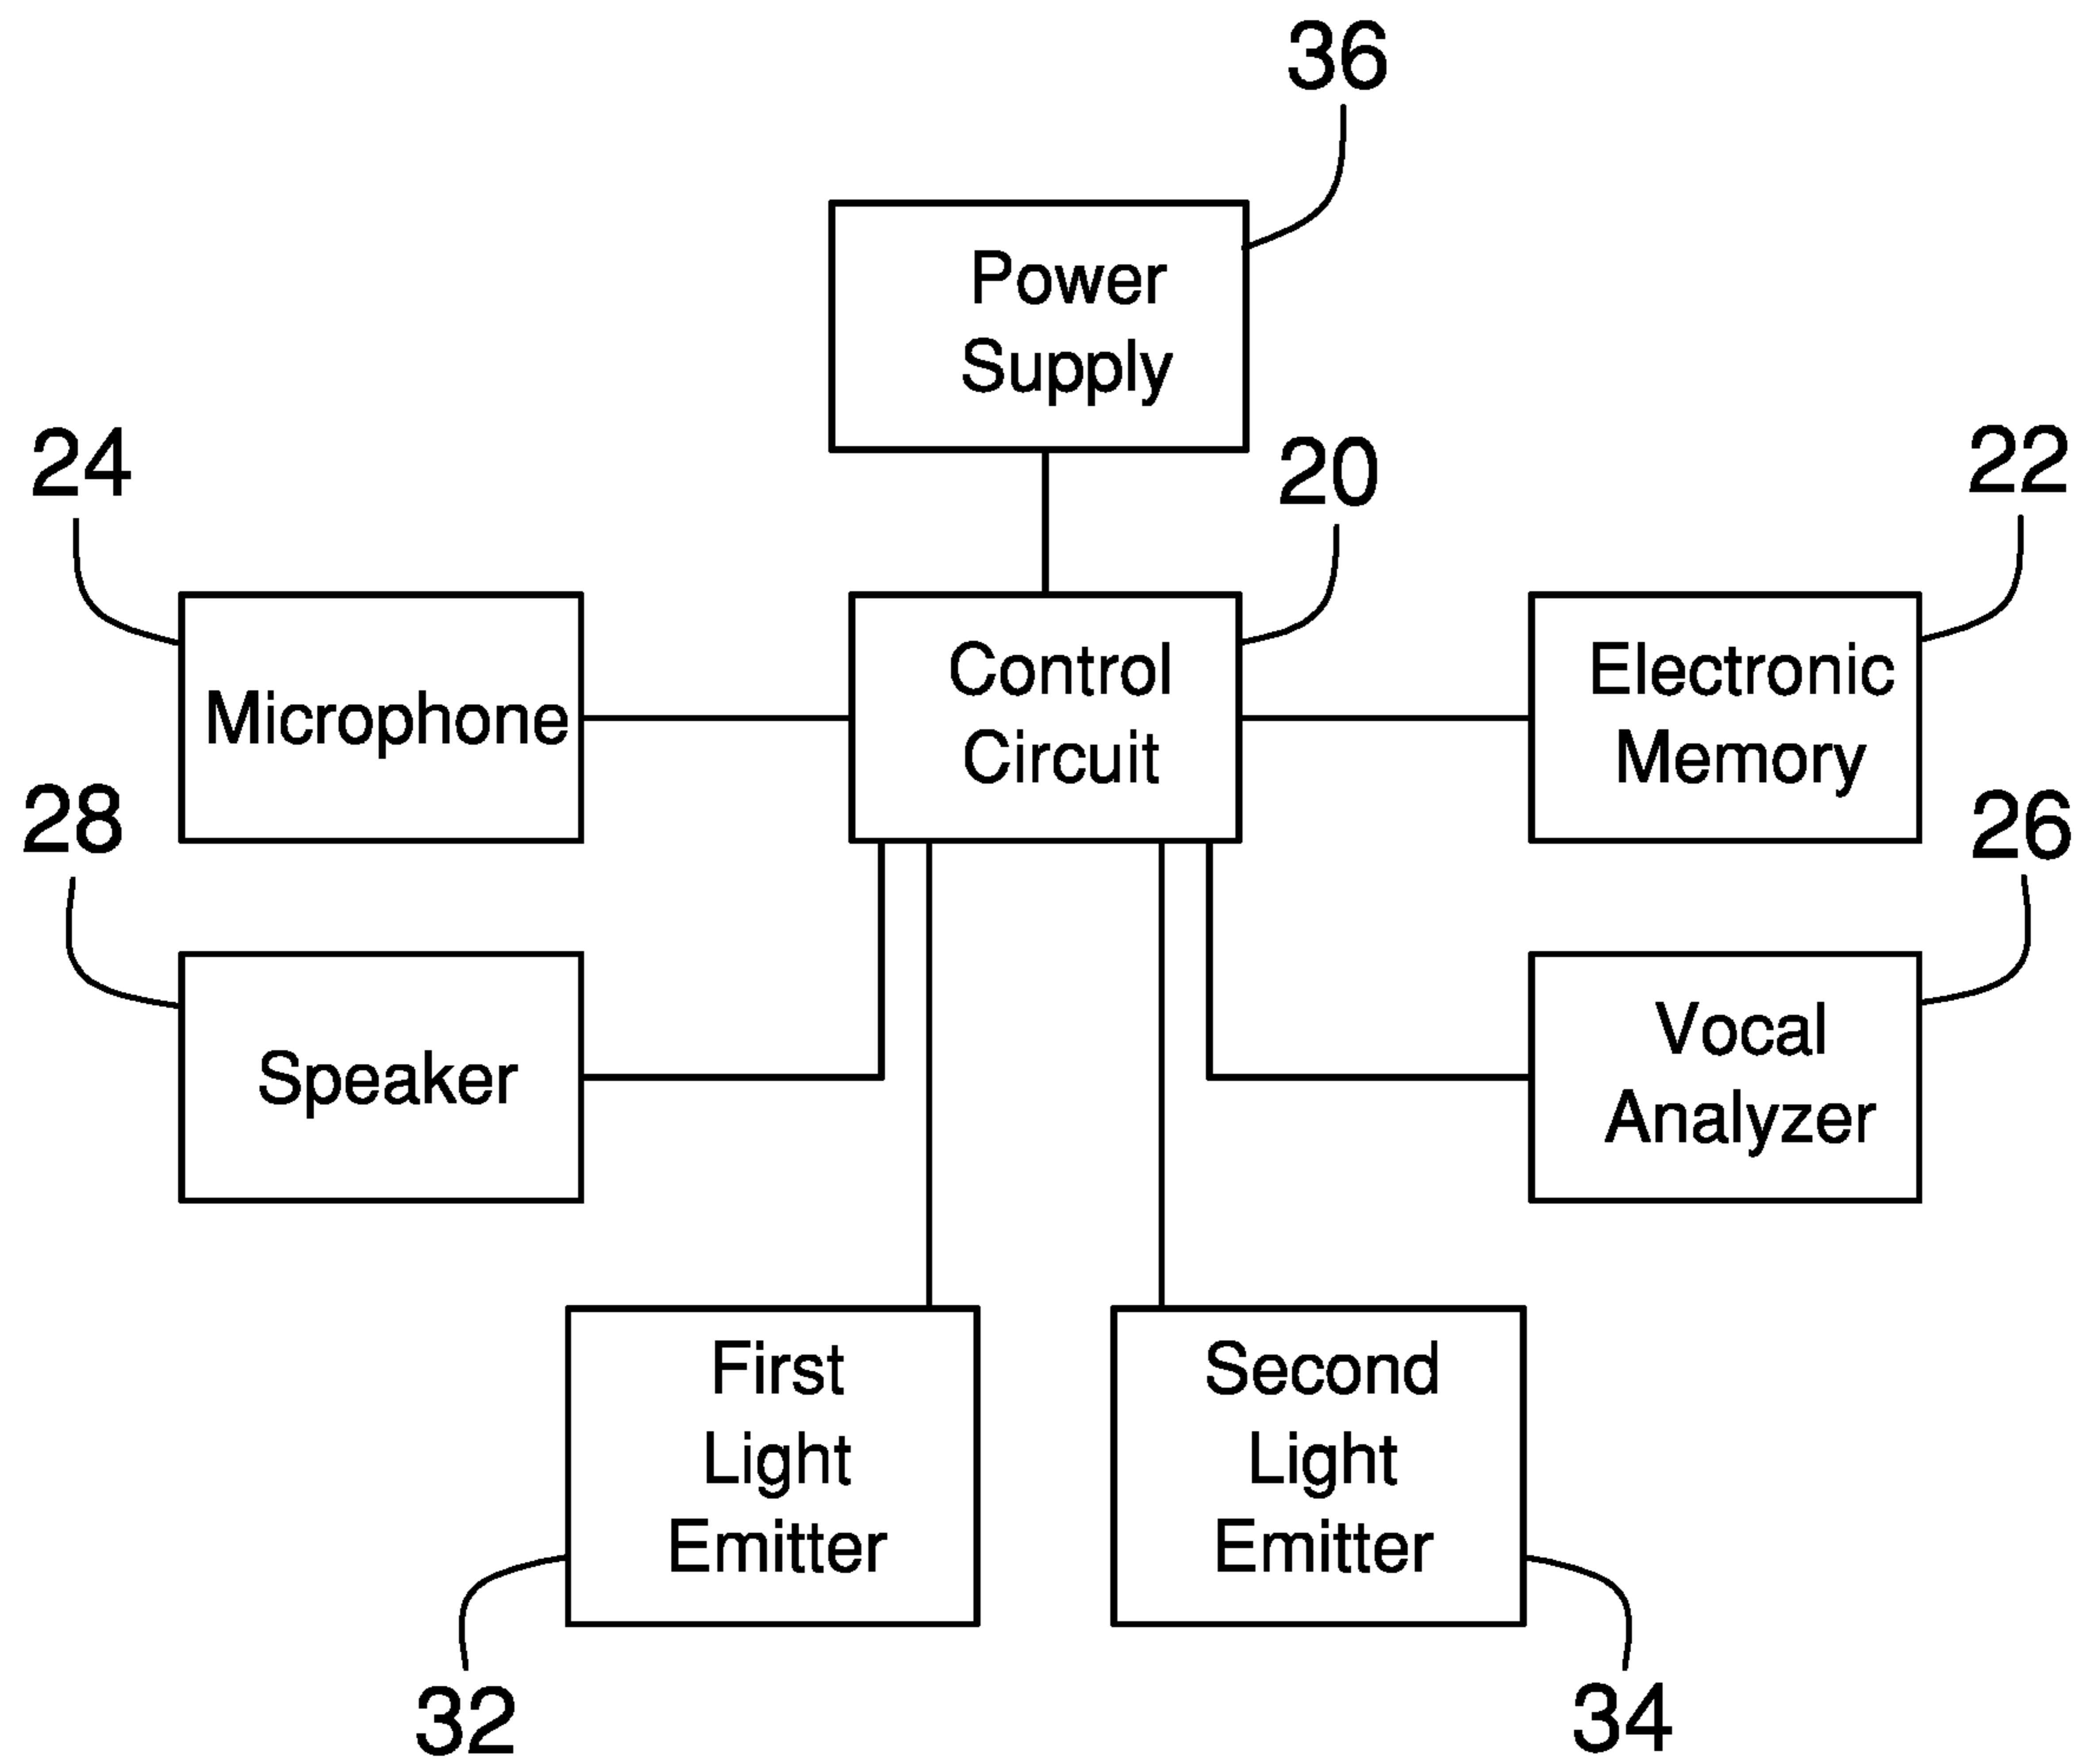 36
Power
Supply
24
20
22
Microphone
Control
Circuit
Electronic
Memory
28
26
Speaker
Vocal
Analyzer
First
Light
Emitter
Second
Light
Emitter
32
34